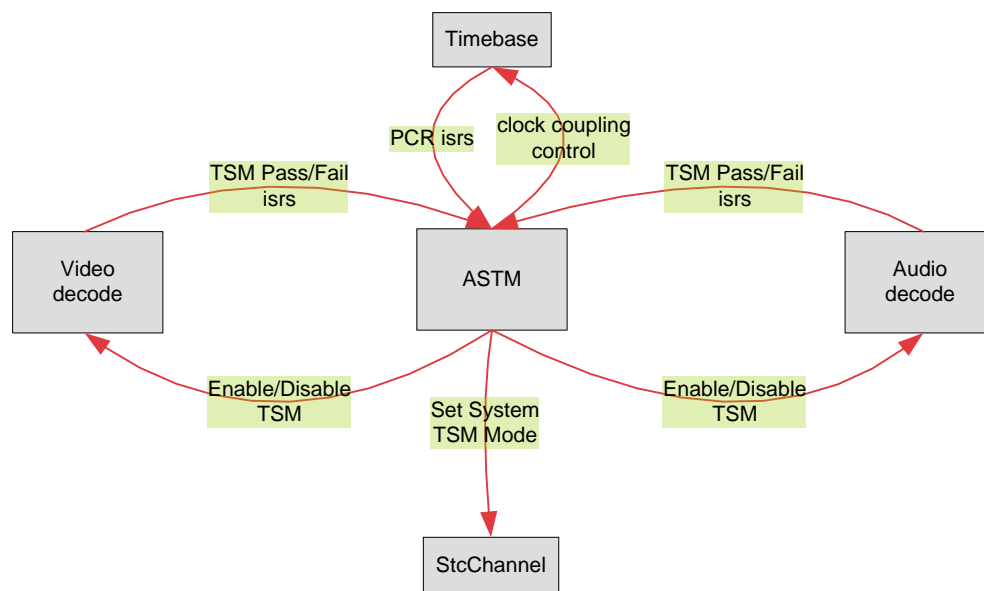 Timebase
PCR isrs
clock coupling
control
TSM Pass/Fail
isrs
TSM Pass/Fail
isrs
Video
decode
ASTM
Audio
decode
Enable/Disable
TSM
Set System
TSM Mode
Enable/Disable
TSM
StcChannel